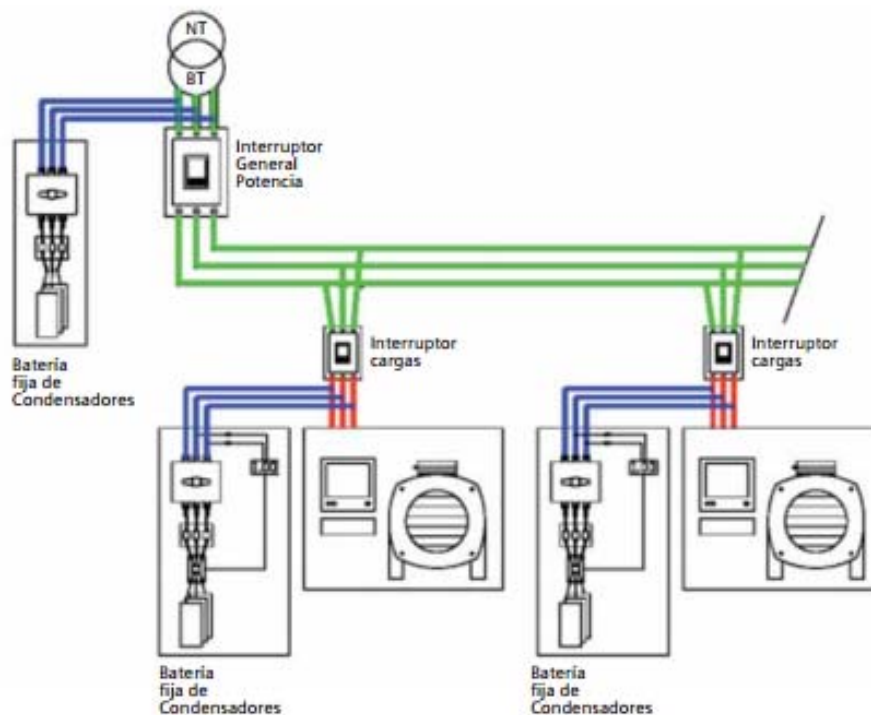 NT
BT
Interruptor
General
Potencia
Batería
fija de
Condensadores
Interruptor
cargas
Interruptor
cargas
Batería
fija de
Condensadores
Batería
fija de
Condensadores